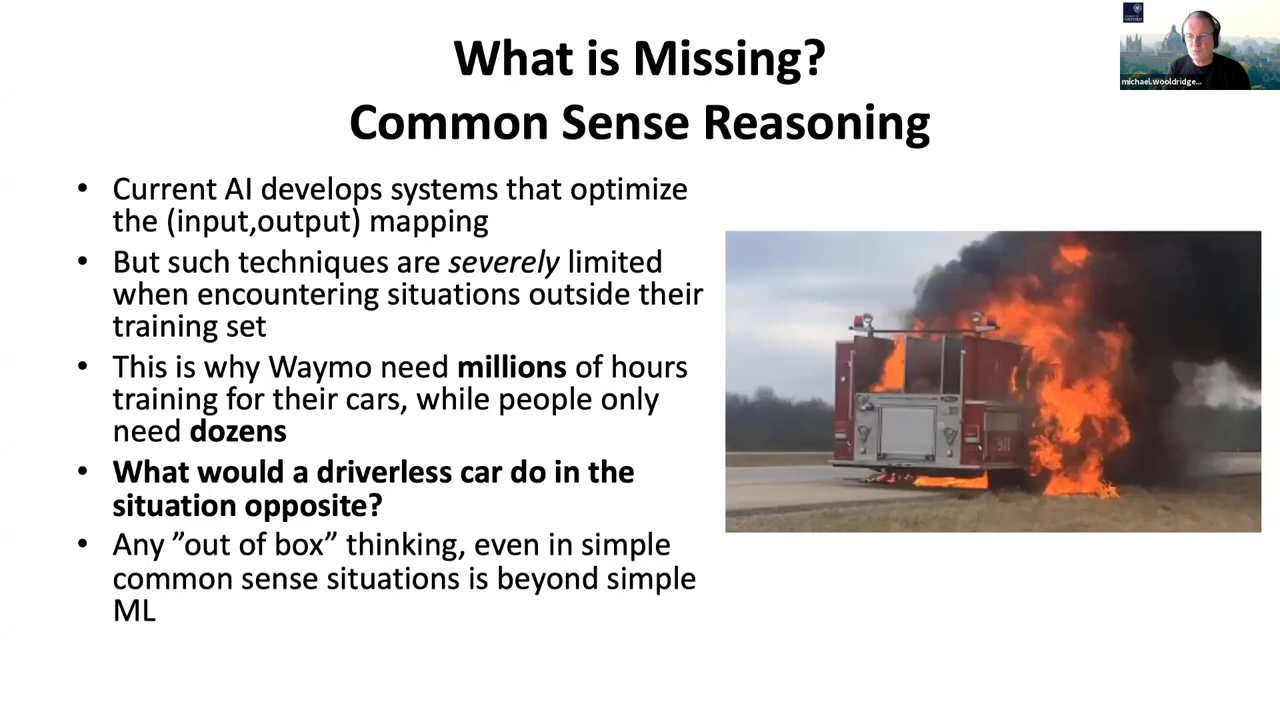 What is Missing?
Common Sense Reasoning
michael.wooldridge...
• Current AI develops systems that optimize
the (input,output) mapping
• But such techniques are severely limited
when encountering situations outside their
training set
• This is why Waymo need millions of hours
training for their cars, while people only
need dozens
• What would a driverless car do in the
situation opposite?
• Any ”out of box” thinking, even in simple
common sense situations is beyond simple
ML
911